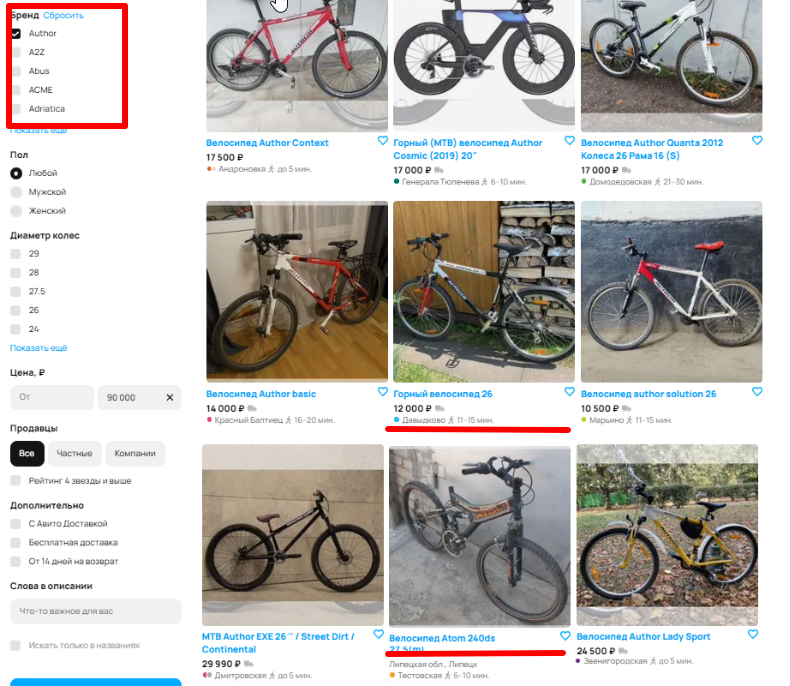 Бренд Сбросить
Author
A2Z
Abus
ACME
Adriatica
Показать ещё
Пол
Любой
Мужской
Женский
Диаметр колес
29
28
27.5
26
24
Показать ещё
Цена, ₽
От
90 000
Продавцы
Все
Частные
Компании
Рейтинг 4 звезды и выше
Дополнительно
С Авито Доставкой
Бесплатная доставка
От 14 дней на возврат
Слова в описании
Что-то важное для вас
Искать только в названиях
Велосипед Author Context
17 500 ₽
Андроновка до 5 мин.
Горный (MTB) велосипед Author
Cosmic (2019) 20"
17 000 ₽
Генерала Тюленева 6–10 мин.
Велосипед Author Quanta 2012
Колеса 26 Рама 16 (S)
17 000 ₽
Домодедовская 21–30 мин.
Велосипед Author basic
14 000 ₽
Красный Балтиец 16–20 мин.
Горный велосипед 26
12 000 ₽
Давыдково 11–15 мин.
Велосипед author solution 26
10 500 ₽
Марьино 11–15 мин.
MTB Author EXE 26 '' / Street Dirt /
Continental
29 990 ₽
Дмитровская до 5 мин.
Велосипед Atom 240ds
27,5(m)
Липецкая обл., Липецк
Тестовская 6–10 мин.
Велосипед Author Lady Sport
24 500 ₽
Звенигородская до 5 мин.